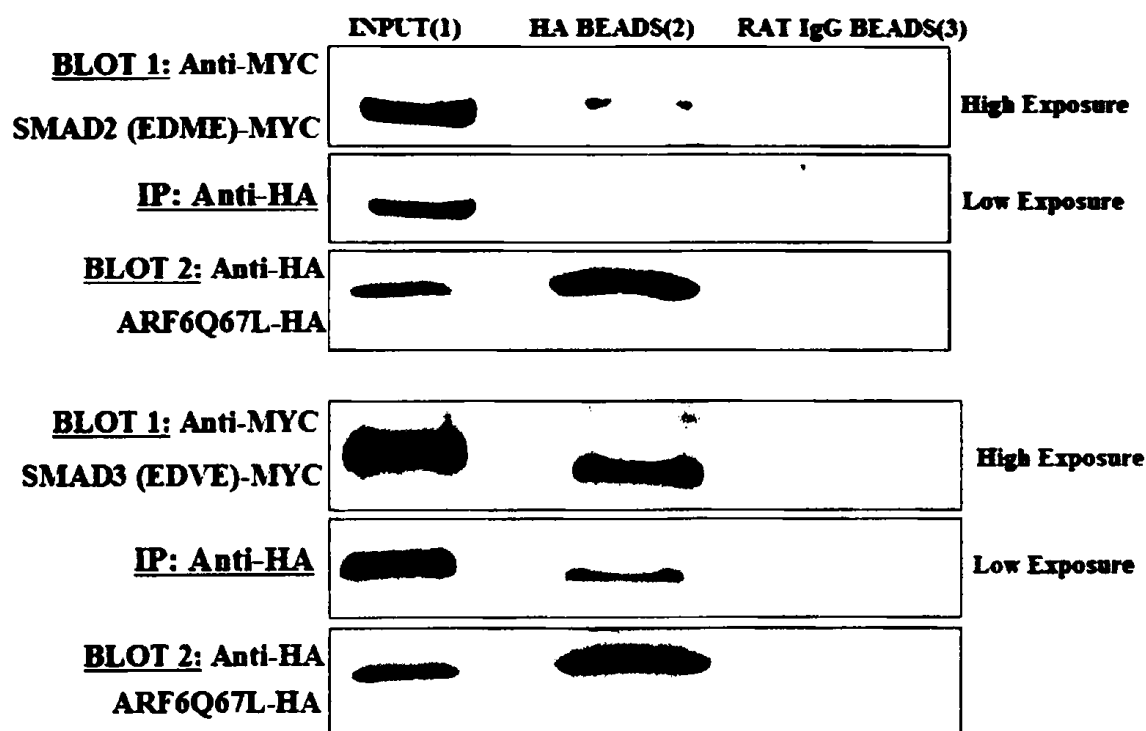 INPUT(1) HA BEADS(2) RAT IgG BEADS(3)
BLOT 1: Anti-MYC
SMAD2 (EDME)-MYC
High Exposure
IP: Anti-HA
Low Exposure
BLOT 2: Anti-HA
ARF6Q67L-HA
BLOT 1: Anti-MYC
SMAD3 (EDVE)-MYC
High Exposure
IP: Anti-HA
Low Exposure
BLOT 2: Anti-HA
ARF6Q67L-HA